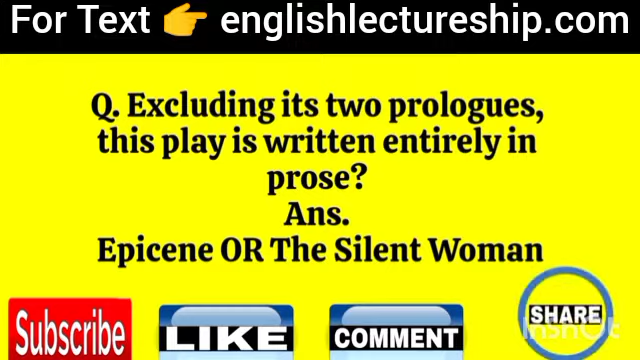 For Text 👉 englishlectureship.com
Q. Excluding its two prologues,
this play is written entirely in
prose?
Ans.
Epicene OR The Silent Woman
Subscribe
LIKE
COMMENT
SHARE
InShOt